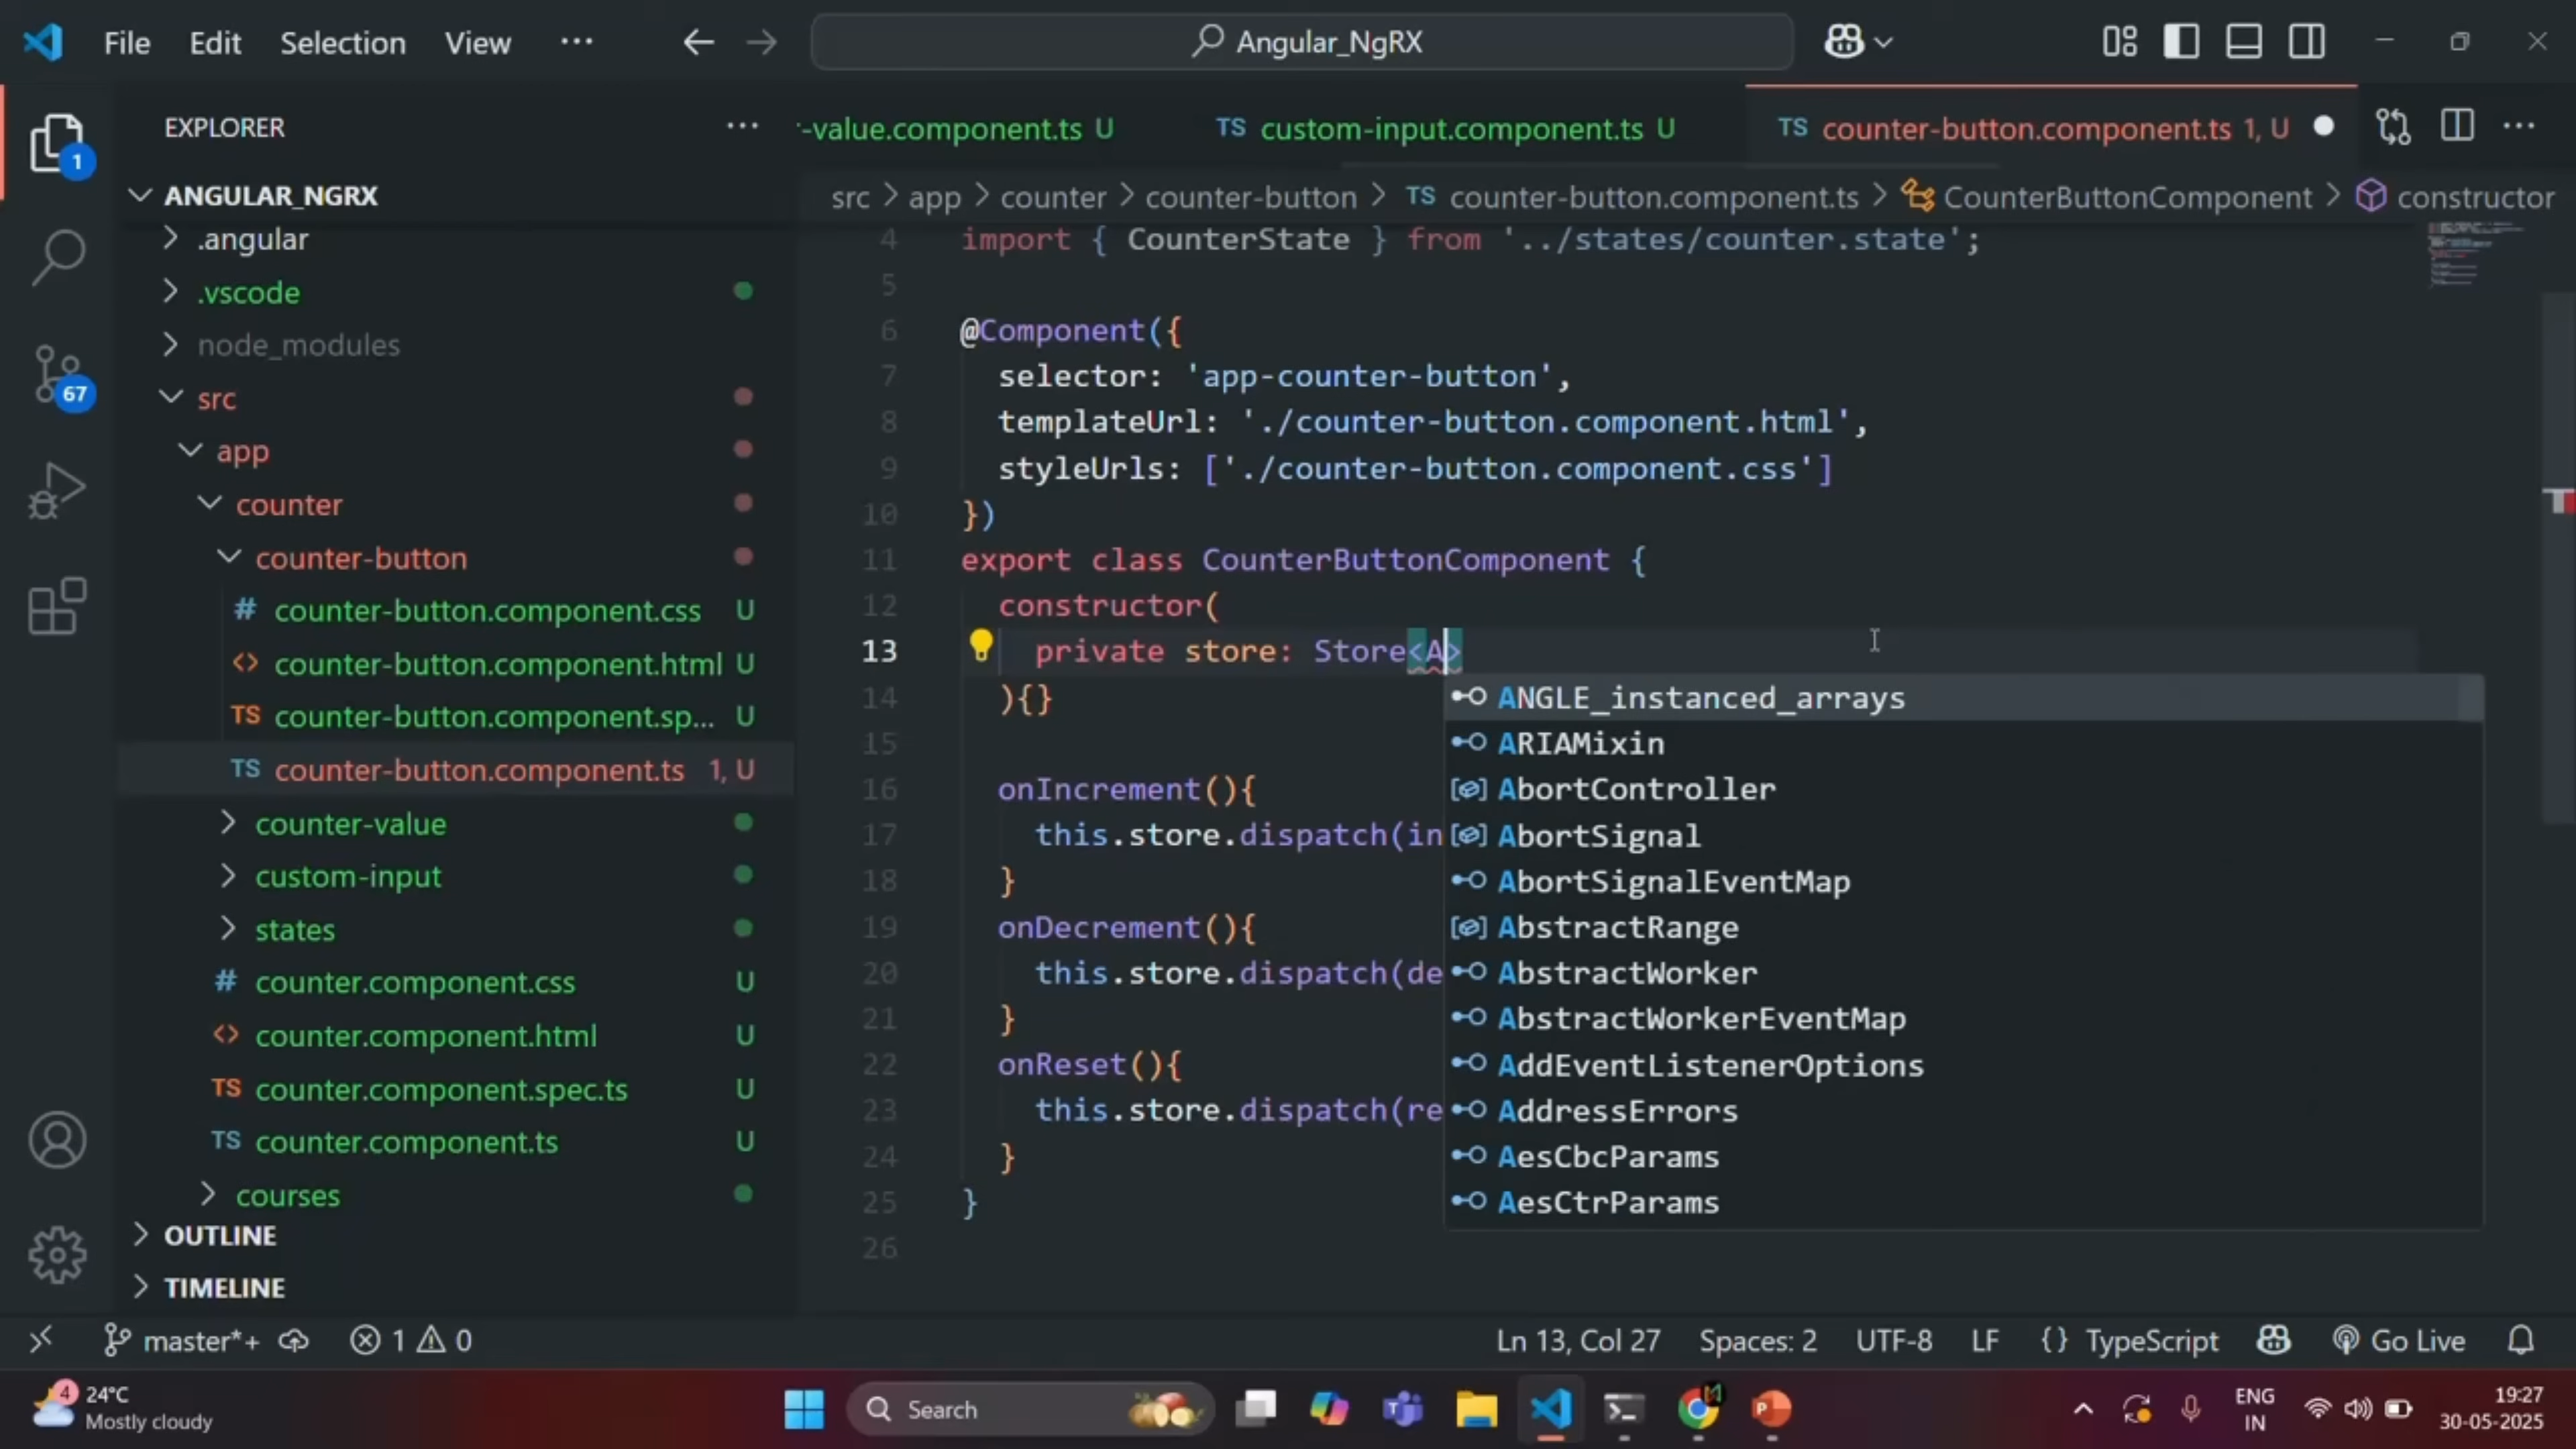 File Edit Selection View ... Angular_NgRX
EXPLORER
-value.component.ts U
TS custom-input.component.ts U
TS counter-button.component.ts 1, U
ANGULAR_NGRX
src > app > counter > counter-button > TS counter-button.component.ts > CounterButtonComponent > constructor
.angular
.vscode
node_modules
src
app
counter
counter-button
# counter-button.component.css U
<> counter-button.component.html U
TS counter-button.component.sp... U
TS counter-button.component.ts 1, U
counter-value
custom-input
states
# counter.component.css U
<> counter.component.html U
TS counter.component.spec.ts U
TS counter.component.ts U
courses
OUTLINE
TIMELINE
1
67
4 import { CounterState } from '../states/counter.state';
5
6 @Component({
7 selector: 'app-counter-button',
8 templateUrl: './counter-button.component.html',
9 styleUrls: ['./counter-button.component.css']
10 })
11 export class CounterButtonComponent {
12 constructor(
13 private store: Store<A>
14 ){}
15
16 onIncrement(){
17 this.store.dispatch(in
18 }
19 onDecrement(){
20 this.store.dispatch(de
21 }
22 onReset(){
23 this.store.dispatch(re
24 }
25 }
26
ANGLE_instanced_arrays
ARIAMixin
AbortController
AbortSignal
AbortSignalEventMap
AbstractRange
AbstractWorker
AbstractWorkerEventMap
AddEventListenerOptions
AddressErrors
AesCbcParams
AesCtrParams
master*+ 1 0
Ln 13, Col 27 Spaces: 2 UTF-8 LF {} TypeScript Go Live
4
24°C
Mostly cloudy
Search
ENG
IN
19:27
30-05-2025